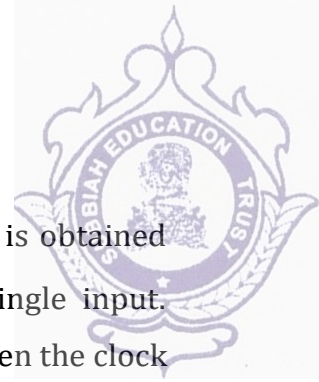 EDUCATION TRUST
is obtained
ingle input.
en the clock